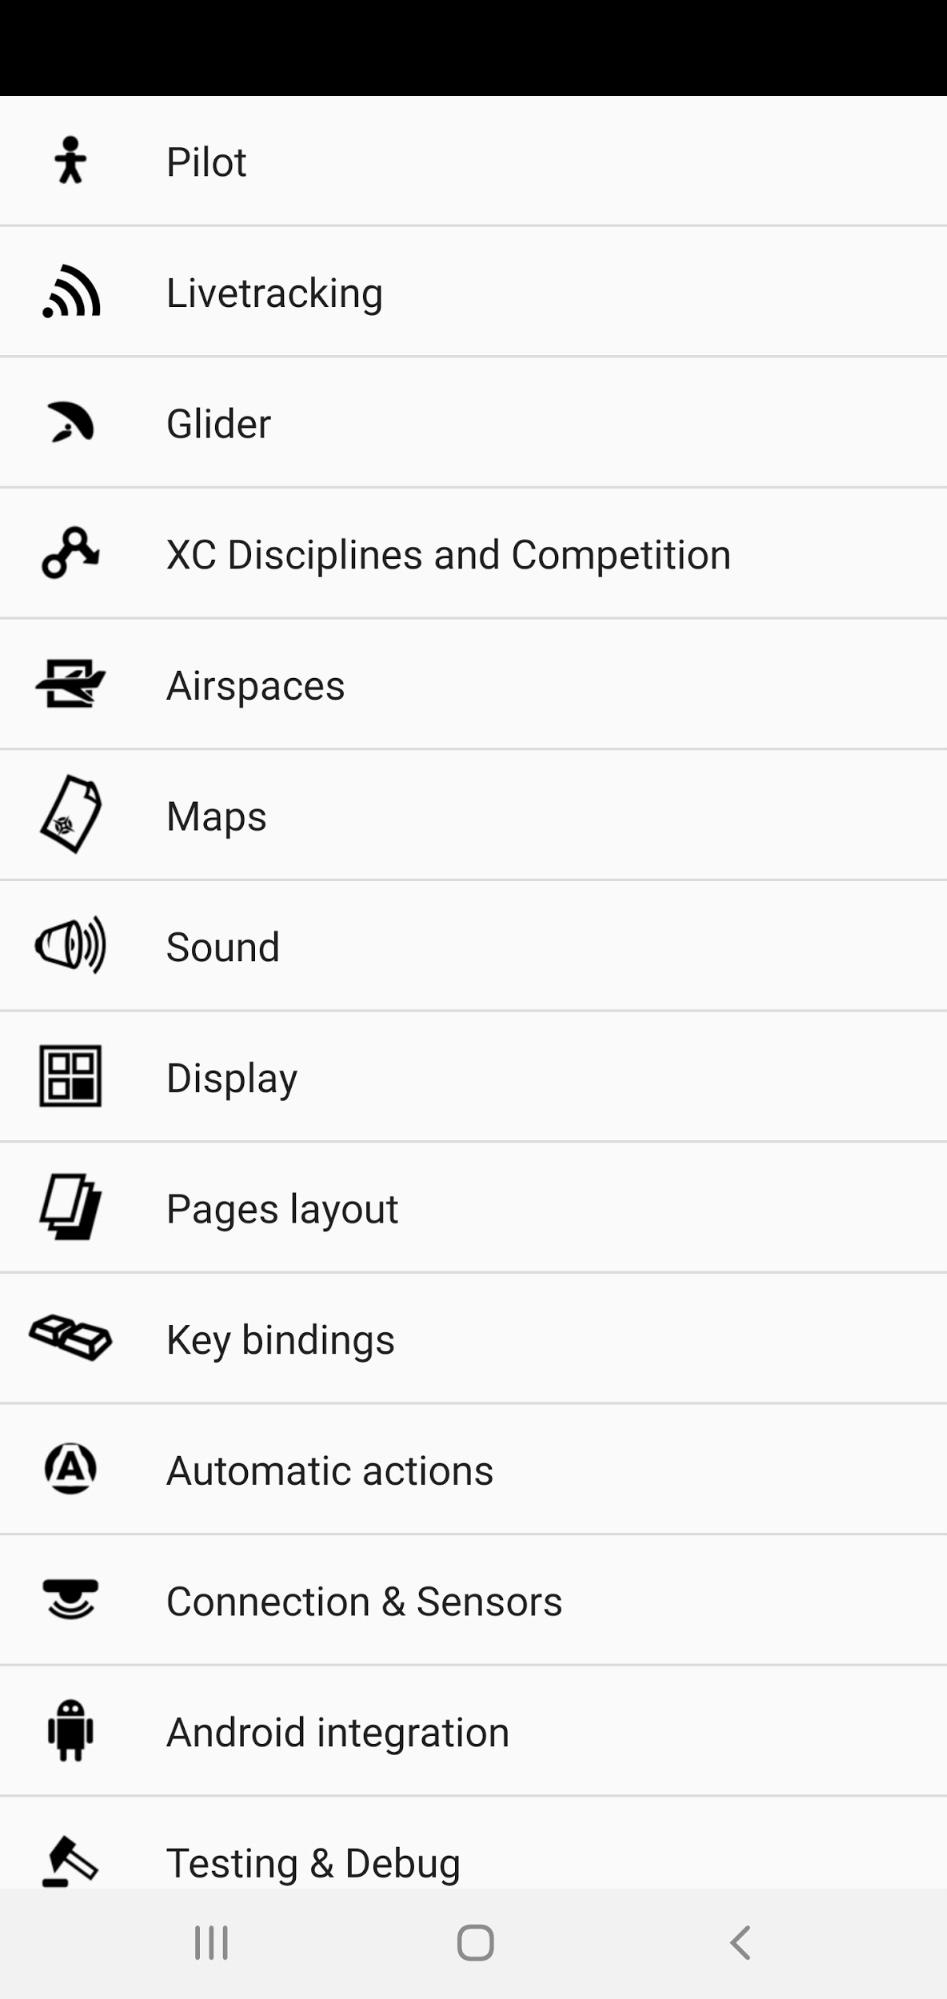 Pilot
Livetracking
Glider
XC Disciplines and Competition
Airspaces
Maps
Sound
Display
Pages layout
Key bindings
Automatic actions
Connection & Sensors
Android integration
Testing & Debug